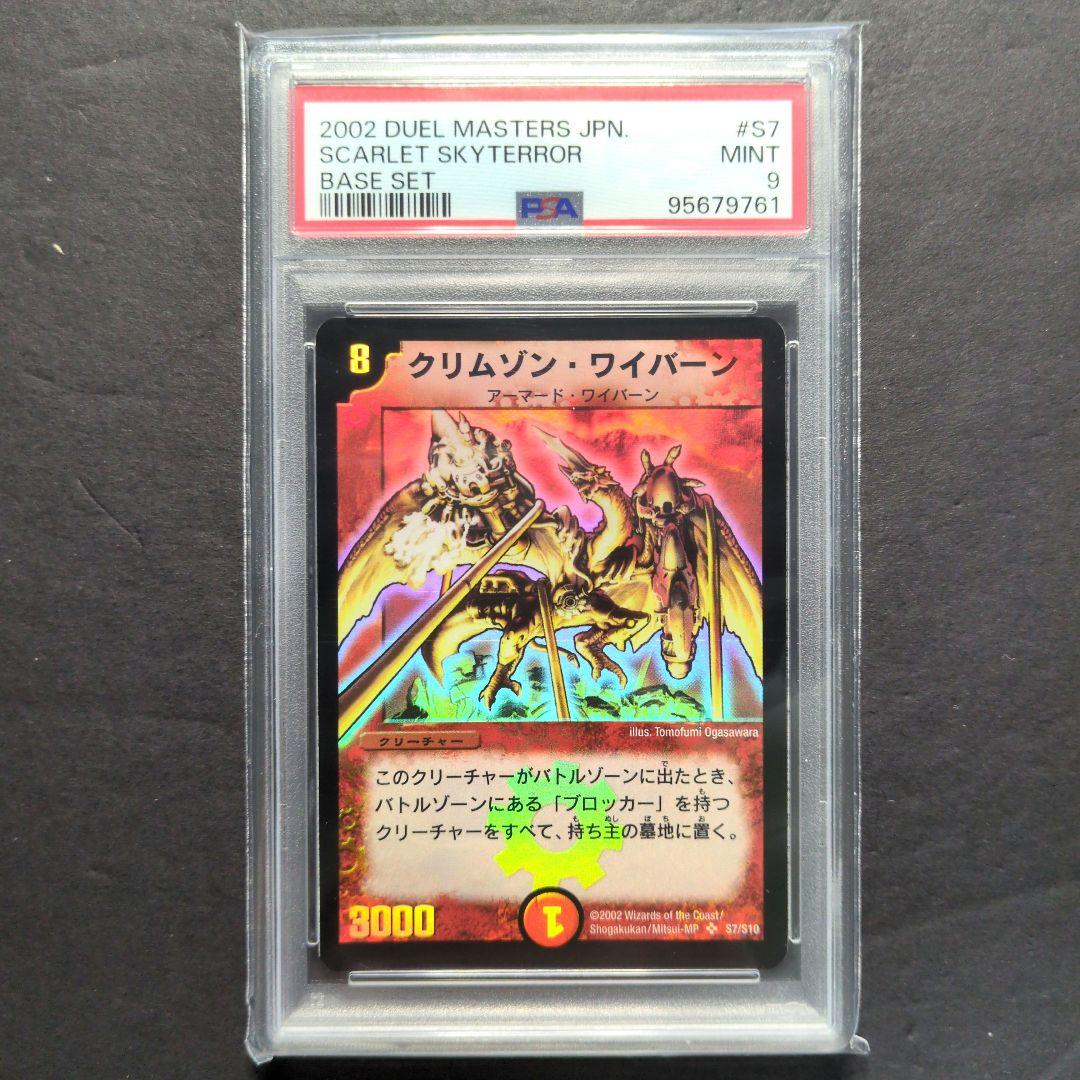 2002 DUEL MASTERS JPN. #S7
SCARLET SKYTERROR MINT
BASE SET 9
PSA 95679761
8 クリムゾン・ワイバーン
アーマード・ワイバーン
illus. Tomofumi Ogasawara
クリーチャー
このクリーチャーがバトルゾーンに出たとき、
バトルゾーンにある「ブロッカー」を持つ
クリーチャーをすべて、持ち主の墓地に置く。
3000 1 ©2002 Wizards of the Coast/
Shogakukan/Mitsui-MP S7/S10